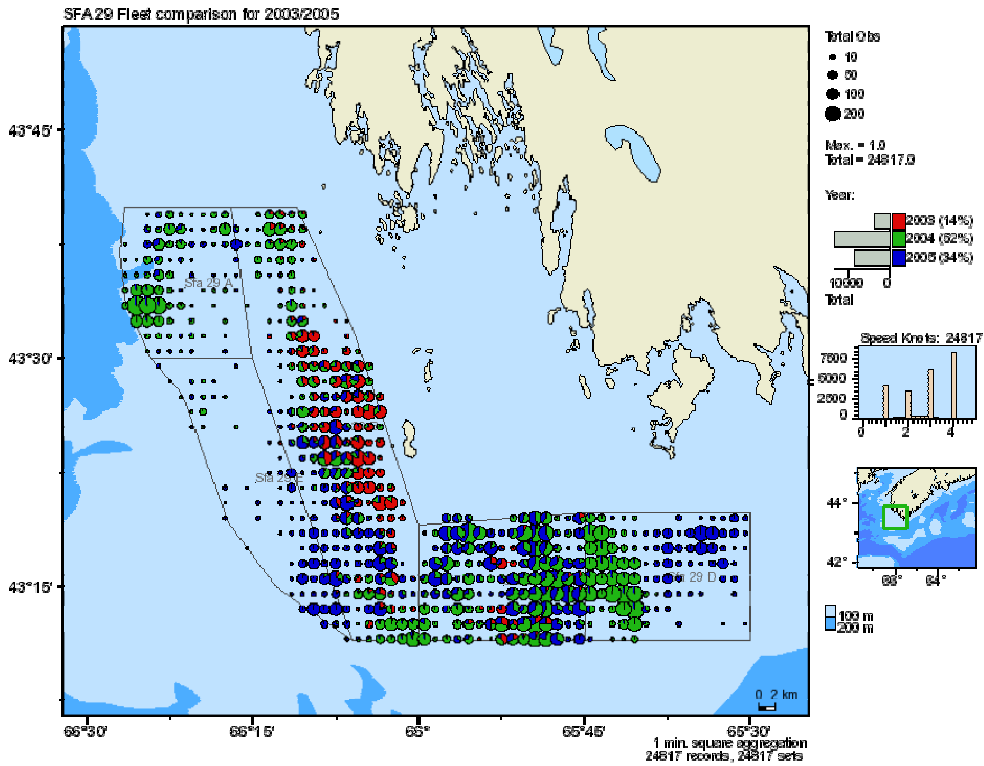 SFA 29 Fleet comparison for 2003/2005
Total Obs
10
50
100
200
43°45'
Max. = 1.0
Total = 24817.0
Year:
2003 (14%)
2004 (52%)
2005 (34%)
10000 0
Total
Sfa 29 A
43°30'
Speed Knots: 24817
7500
5000
2500
0
0 2 4
Sfa 29
44°
42°
66° 64°
43°15'
29 D
100 m
200 m
0 2 km
66°30' 66°15' 66° 65°45' 65°30'
1 min. square aggregation
24817 records, 24817 sets